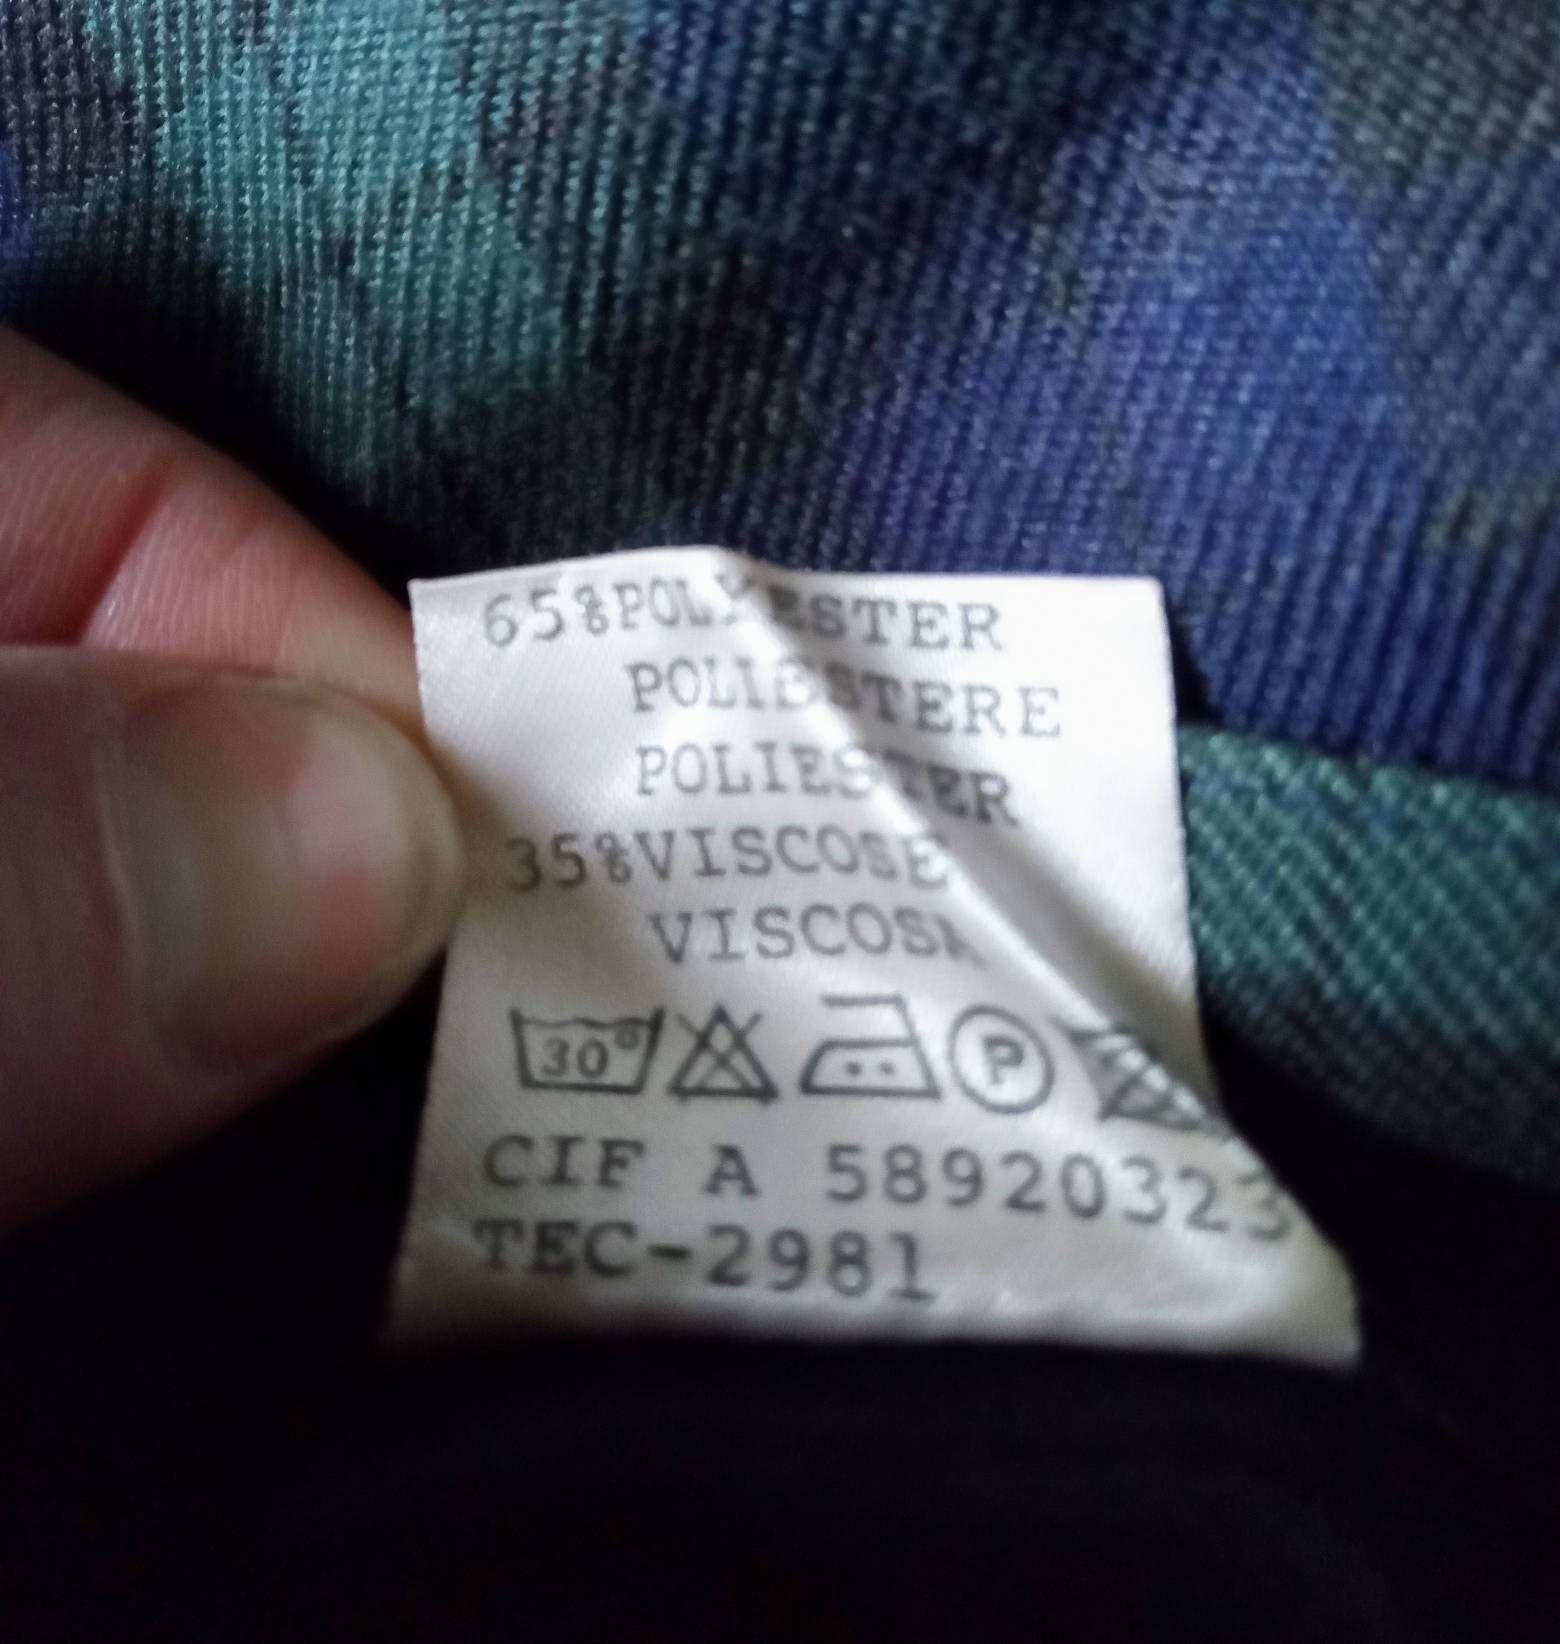 65%POLYESTER
POLIESTERE
POLIESTER
35%VISCOSE
VISCOSA
30°
P
CIF A 58920323
TEC-2981